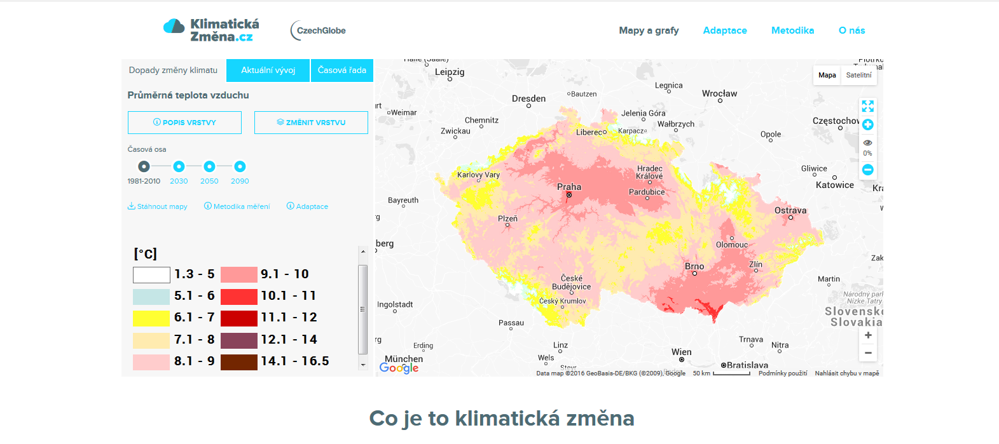 Klimatická
Změna.cz
CzechGlobe
Mapy a grafy
Adaptace
Metodika
O nás
Dopady změny klimatu
Aktuální vývoj
Časová řada
Průměrná teplota vzduchu
POPIS VRSTVY
ZMĚNIT VRSTVU
Časová osa
1981-2010
2030
2050
2090
Stáhnout mapy
Metodika měření
Adaptace
[°C]
1.3 - 5
9.1 - 10
5.1 - 6
10.1 - 11
6.1 - 7
11.1 - 12
7.1 - 8
12.1 - 14
8.1 - 9
14.1 - 16.5
Halle (Saale)
Leipzig
Mapa
Satelitní
Legnica
Dresden
Bautzen
Wrocław
Weimar
Jelenia Góra
Chemnitz
Wałbrzych
Zwickau
Liberec
Karpacz
Opole
0%
Karlovy Vary
Hradec
Králové
Gliwice
Praha
Pardubice
Katowice
Bayreuth
Ostrava
Plzeň
Olomouc
Brno
Zlín
České
Budějovice
Martin
Český Krumlov
Národný park
Nízke Tatry
Ingolstadt
Slovensko
Slovakia
Passau
Trnava
Nitra
Linz
Erding
Wien
München
Wels
Steyr
Bratislava
Baden
Google
Data map ©2016 GeoBasis-DE/BKG (©2009), Google
50 km
Podmínky použití
Nahlásit chybu v mapě
Co je to klimatická změna